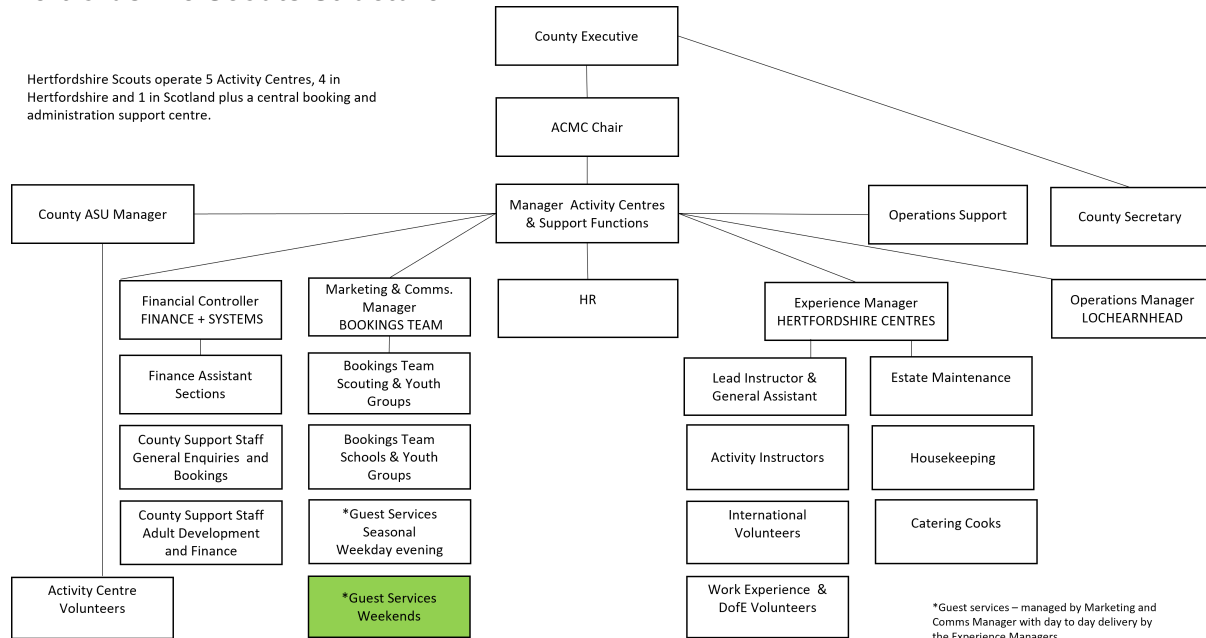 County Executive
Hertfordshire Scouts operate 5 Activity Centres, 4 in
Hertfordshire and 1 in Scotland plus a central booking and
administration support centre.
ACMC Chair
County ASU Manager
Manager Activity Centres
& Support Functions
Operations Support
County Secretary
Financial Controller
FINANCE + SYSTEMS
Marketing & Comms.
Manager
BOOKINGS TEAM
HR
Experience Manager
HERTFORDSHIRE CENTRES
Operations Manager
LOCHEARNHEAD
Finance Assistant
Sections
Bookings Team
Scouting & Youth
Groups
Lead Instructor &
General Assistant
Estate Maintenance
County Support Staff
General Enquiries and
Bookings
Bookings Team
Schools & Youth
Groups
Activity Instructors
Housekeeping
County Support Staff
Adult Development
and Finance
*Guest Services
Seasonal
Weekday evening
International
Volunteers
Catering Cooks
Activity Centre
Volunteers
*Guest Services
Weekends
Work Experience &
DofE Volunteers
*Guest services – managed by Marketing and
Comms Manager with day to day delivery by
the Experience Managers